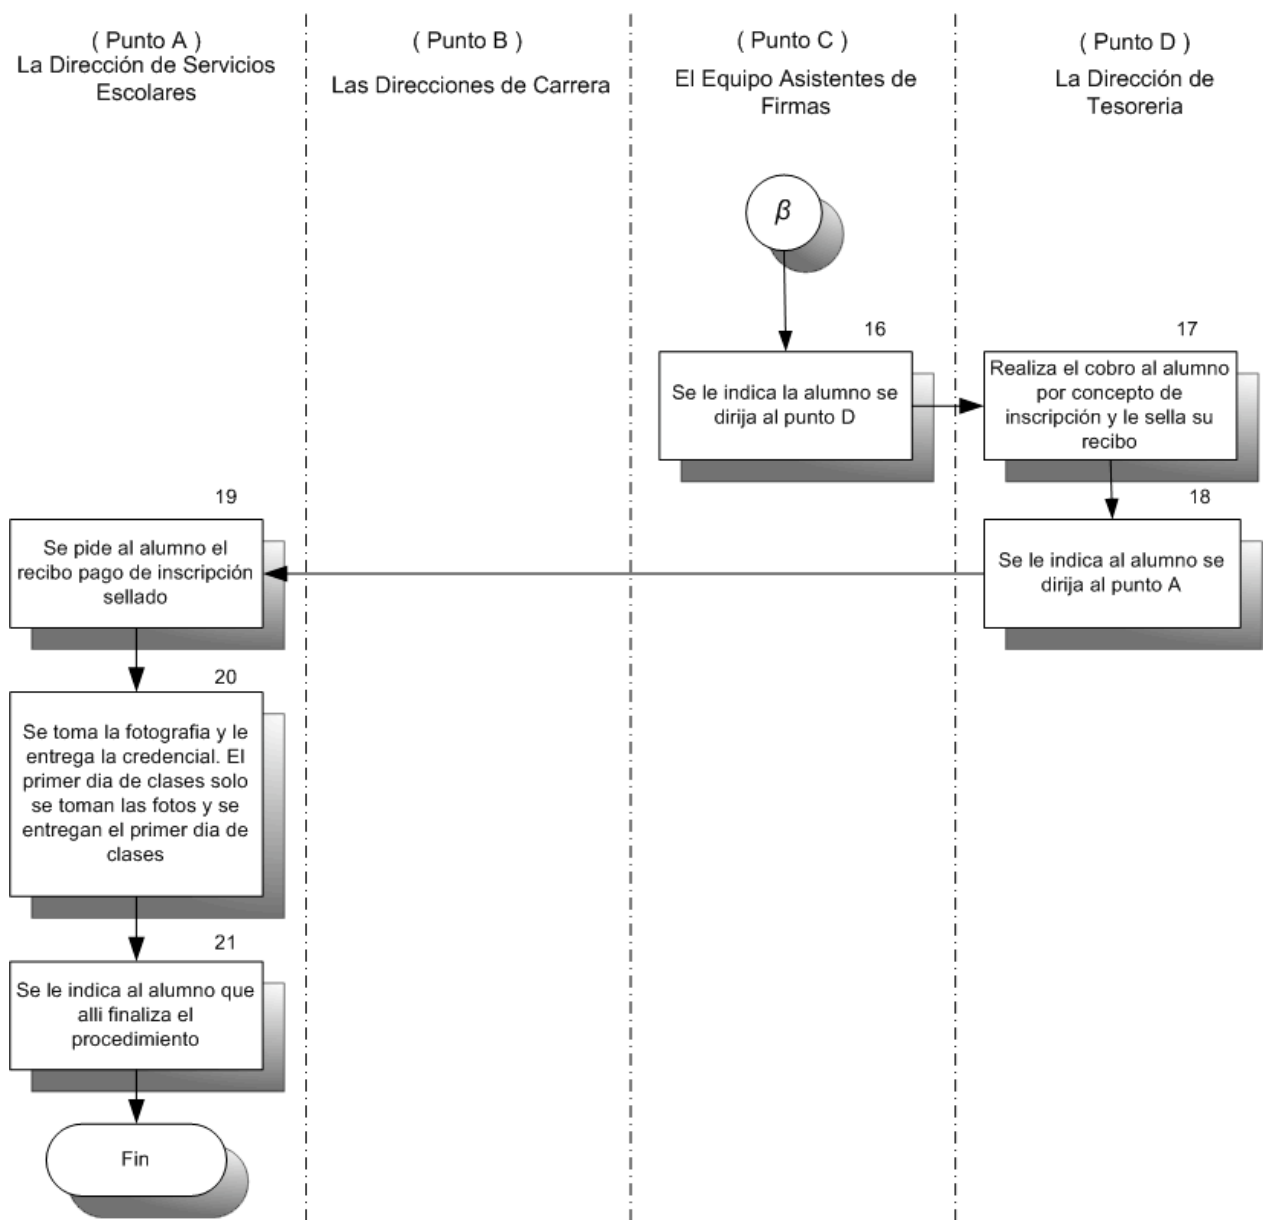 ( Punto A )
La Dirección de Servicios
Escolares
( Punto B )
Las Direcciones de Carrera
( Punto C )
El Equipo Asistentes de
Firmas
( Punto D )
La Dirección de
Tesoreria
β
16
Se le indica la alumno se
dirija al punto D
17
Realiza el cobro al alumno
por concepto de
inscripción y le sella su
recibo
18
Se le indica al alumno se
dirija al punto A
19
Se pide al alumno el
recibo pago de inscripción
sellado
20
Se toma la fotografia y le
entrega la credencial. El
primer dia de clases solo
se toman las fotos y se
entregan el primer dia de
clases
21
Se le indica al alumno que
alli finaliza el
procedimiento
Fin